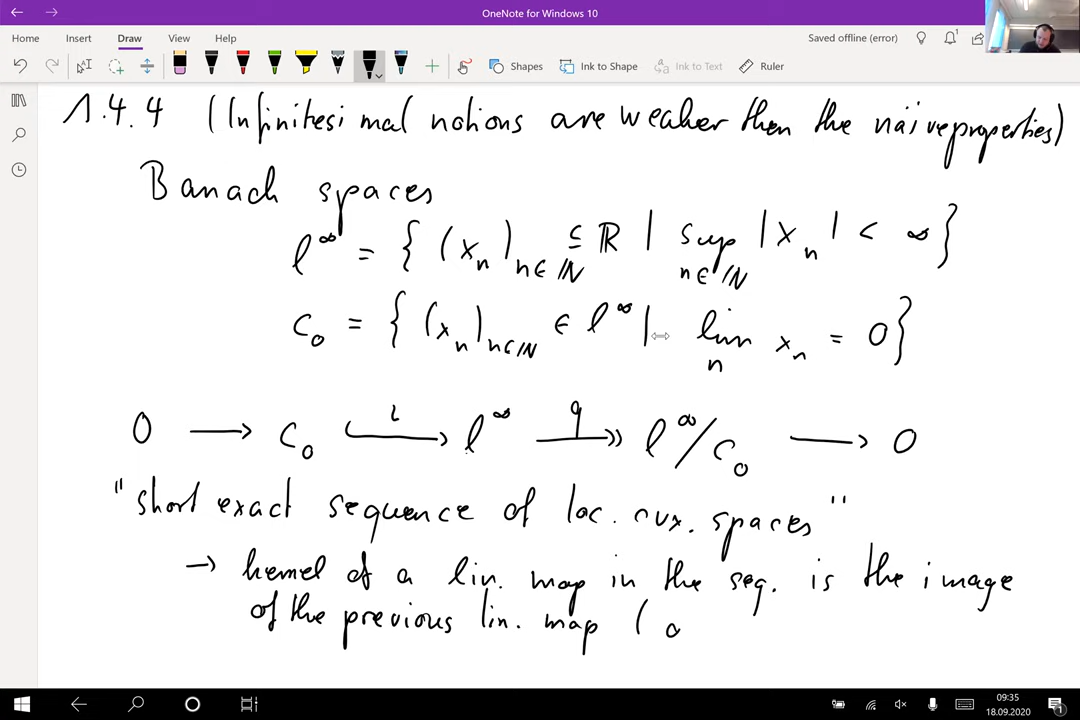 OneNote for Windows 10
Home Insert Draw View Help Saved offline (error)
Shapes Ink to Shape Ink to Text Ruler
1.4.4 (Infinitesimal notions are weaker then the naïve properties)
Banach spaces
l^∞ = { (x_n)_{n∈ℕ} ⊆ ℝ | sup_{n∈ℕ} |x_n| < ∞ }
c_0 = { (x_n)_{n∈ℕ} ∈ l^∞ | lim_n x_n = 0 }
0 → c_0 ↪ l^∞ ↠ l^∞/c_0 → 0
"short exact sequence of loc. cvx. spaces"
→ kernel of a lin. map in the seq. is the image
of the previous lin. map (
09:35
18.09.2020